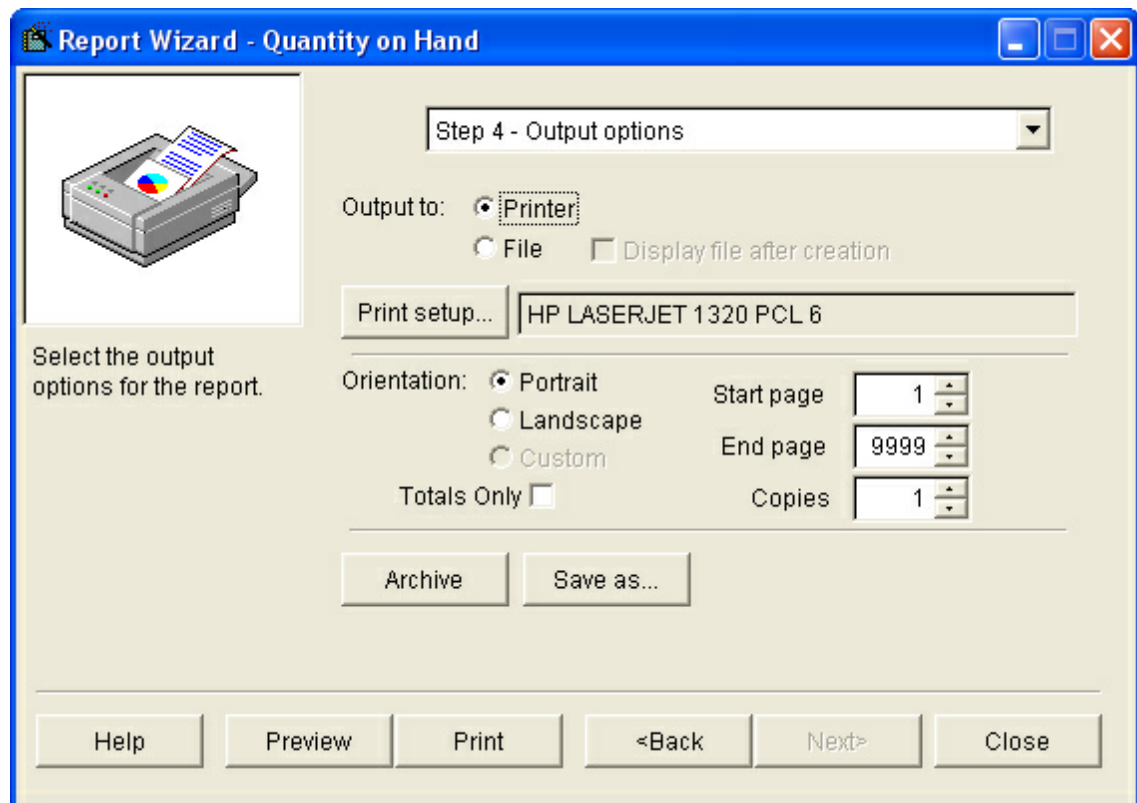 Report Wizard - Quantity on Hand
Step 4 - Output options
Output to: Printer
File Display file after creation
Print setup... HP LASERJET 1320 PCL 6
Select the output
options for the report.
Orientation: Portrait
Landscape
Custom
Totals Only
Start page 1
End page 9999
Copies 1
Archive Save as...
Help Preview Print <Back Next> Close